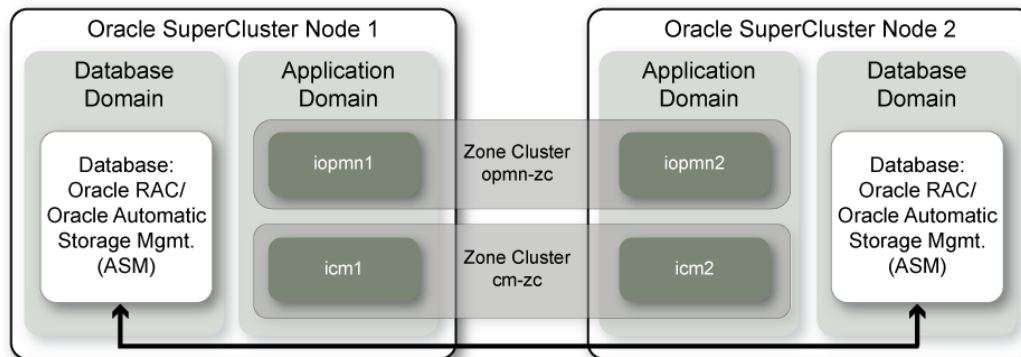 Oracle SuperCluster Node 1
Database
Domain
Application
Domain
Database:
Oracle RAC/
Oracle Automatic
Storage Mgmt.
(ASM)
iopmn1
icm1
Zone Cluster
opmn-zc
Zone Cluster
cm-zc
Oracle SuperCluster Node 2
Application
Domain
Database
Domain
iopmn2
icm2
Database:
Oracle RAC/
Oracle Automatic
Storage Mgmt.
(ASM)